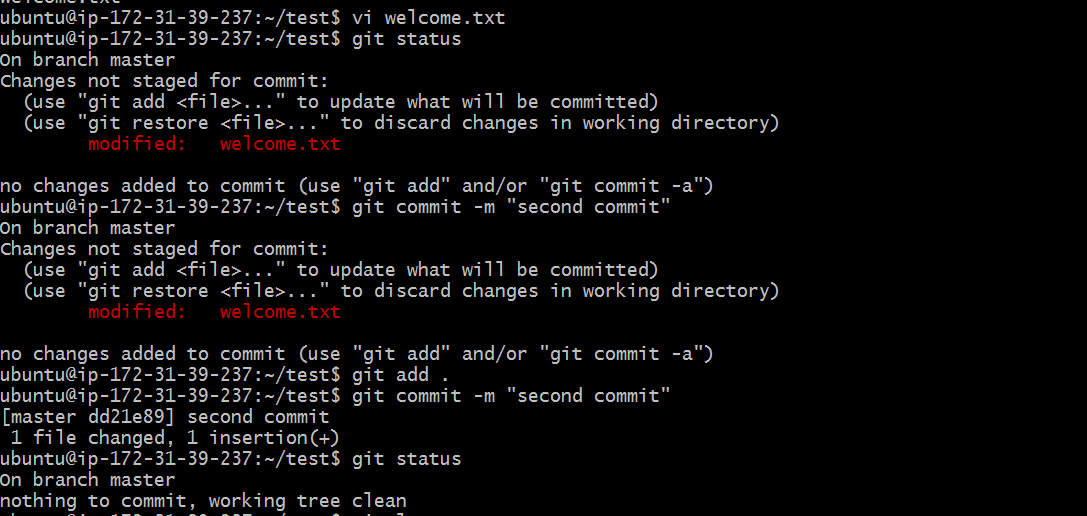 welcome.txt
ubuntu@ip-172-31-39-237:~/test$ vi welcome.txt
ubuntu@ip-172-31-39-237:~/test$ git status
On branch master
Changes not staged for commit:
  (use "git add <file>..." to update what will be committed)
  (use "git restore <file>..." to discard changes in working directory)
        modified:   welcome.txt

no changes added to commit (use "git add" and/or "git commit -a")
ubuntu@ip-172-31-39-237:~/test$ git commit -m "second commit"
On branch master
Changes not staged for commit:
  (use "git add <file>..." to update what will be committed)
  (use "git restore <file>..." to discard changes in working directory)
        modified:   welcome.txt

no changes added to commit (use "git add" and/or "git commit -a")
ubuntu@ip-172-31-39-237:~/test$ git add .
ubuntu@ip-172-31-39-237:~/test$ git commit -m "second commit"
[master dd21e89] second commit
 1 file changed, 1 insertion(+)
ubuntu@ip-172-31-39-237:~/test$ git status
On branch master
nothing to commit, working tree clean